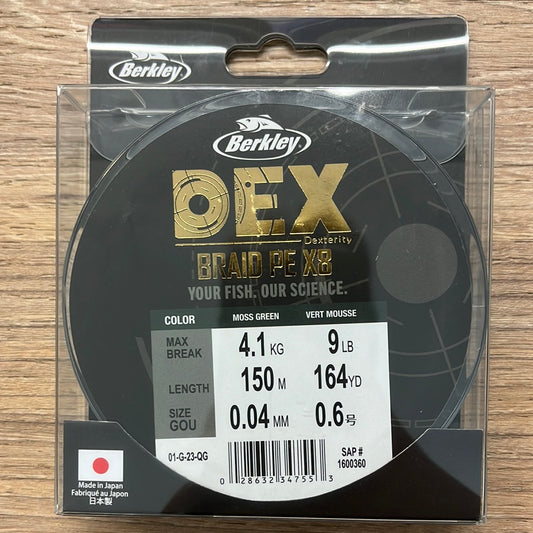 Berkley
Berkley
DEX
Dexterity
BRAID PE X8
YOUR FISH. OUR SCIENCE.
COLOR MOSS GREEN VERT MOUSSE
MAX BREAK 4.1 KG 9 LB
LENGTH 150 M 164 YD
SIZE GOU 0.04 MM 0.6 号
01-G-23-QG
SAP #
1600360
0 28632 34755 3
Made in Japan
Fabriqué au Japon
日本製